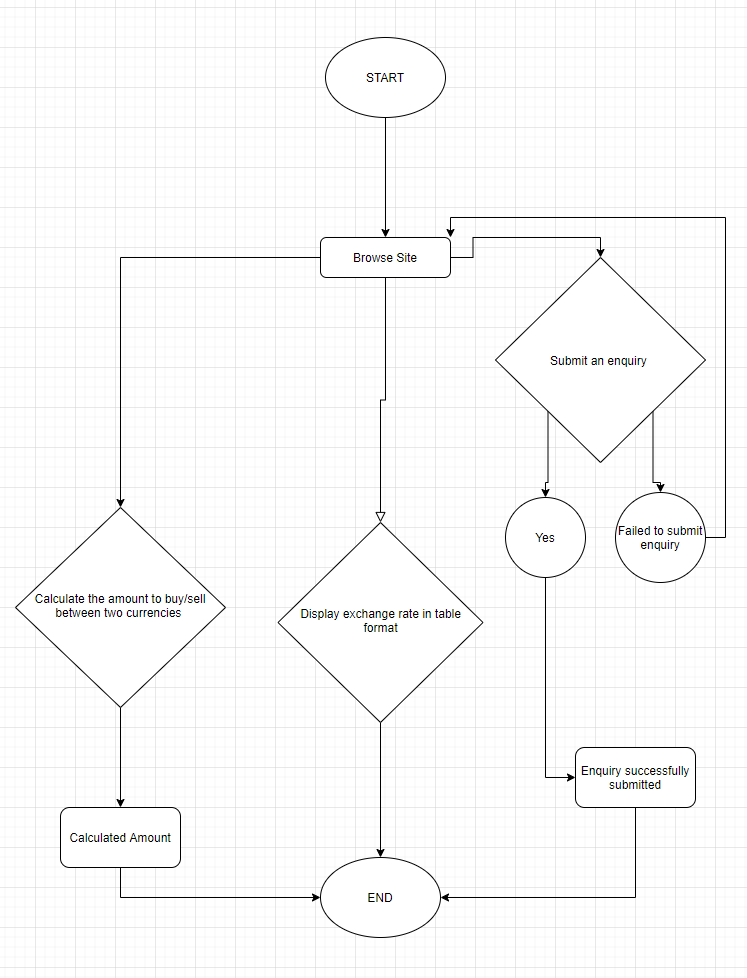 START
Browse Site
Submit an enquiry
Yes
Failed to submit
enquiry
Calculate the amount to buy/sell
between two currencies
Display exchange rate in table
format
Enquiry successfully
submitted
Calculated Amount
END